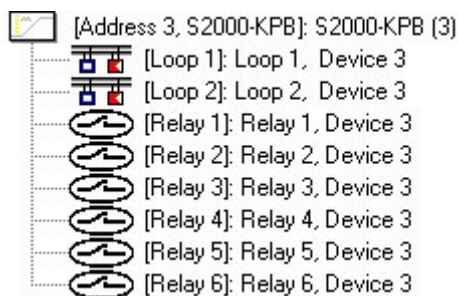 [Address 3, S2000-KPB]: S2000-KPB (3)
[Loop 1]: Loop 1, Device 3
[Loop 2]: Loop 2, Device 3
[Relay 1]: Relay 1, Device 3
[Relay 2]: Relay 2, Device 3
[Relay 3]: Relay 3, Device 3
[Relay 4]: Relay 4, Device 3
[Relay 5]: Relay 5, Device 3
[Relay 6]: Relay 6, Device 3